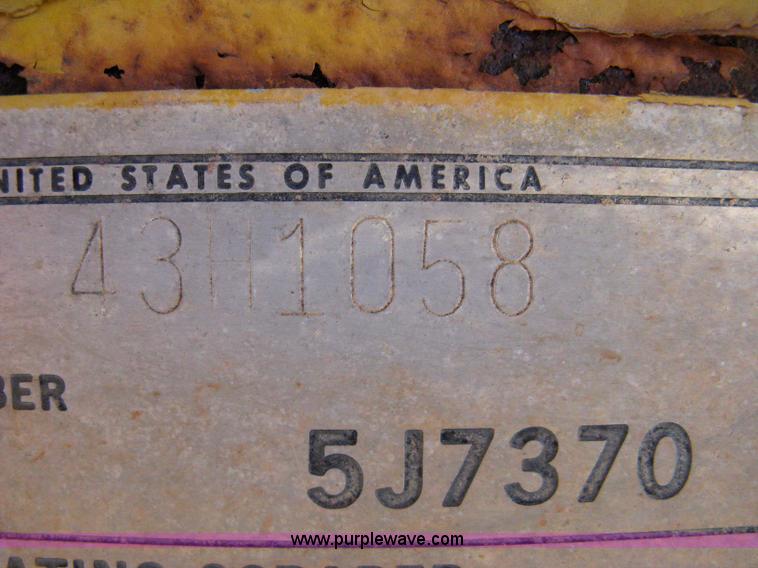 NITED STATES OF AMERICA
43H1058
BER
5J7370
www.purplewave.com